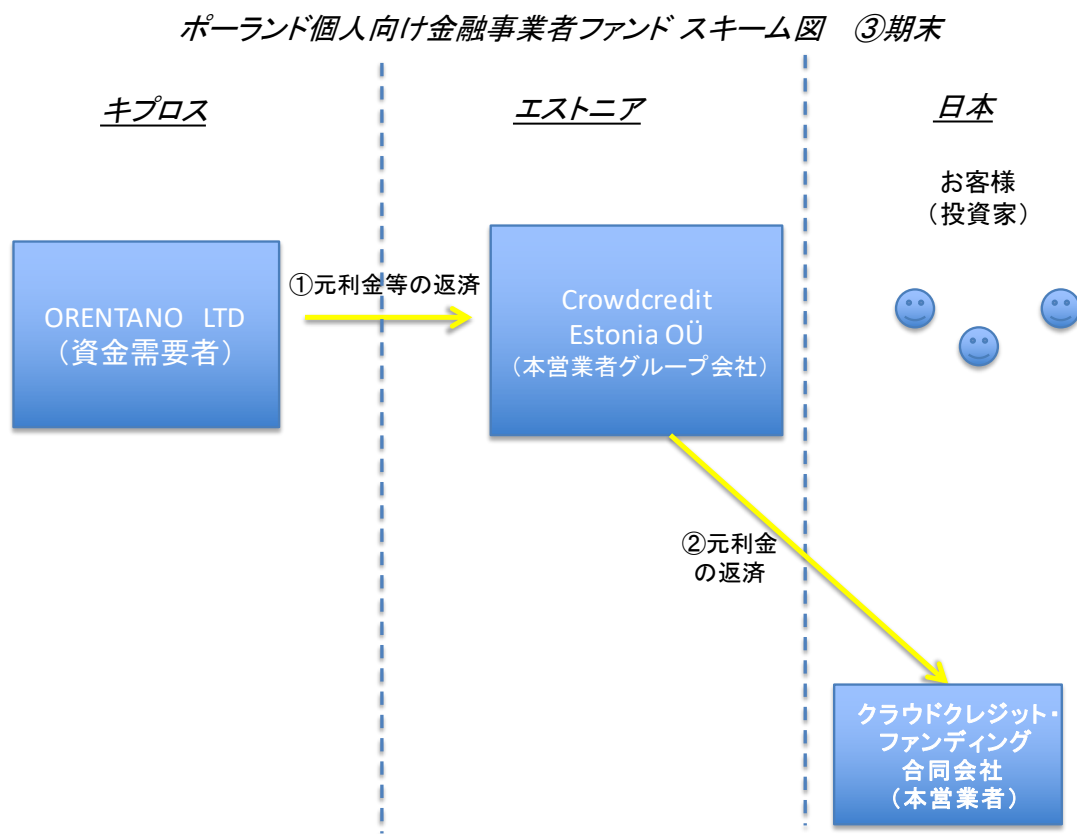 ポーランド個人向け金融事業者ファンド スキーム図　③期末
キプロス
エストニア
日本
お客様
（投資家）
ORENTANO　LTD
（資金需要者）
①元利金等の返済
Crowdcredit
Estonia OÜ
（本営業者グループ会社）
②元利金
の返済
クラウドクレジット・
ファンディング
合同会社
（本営業者）